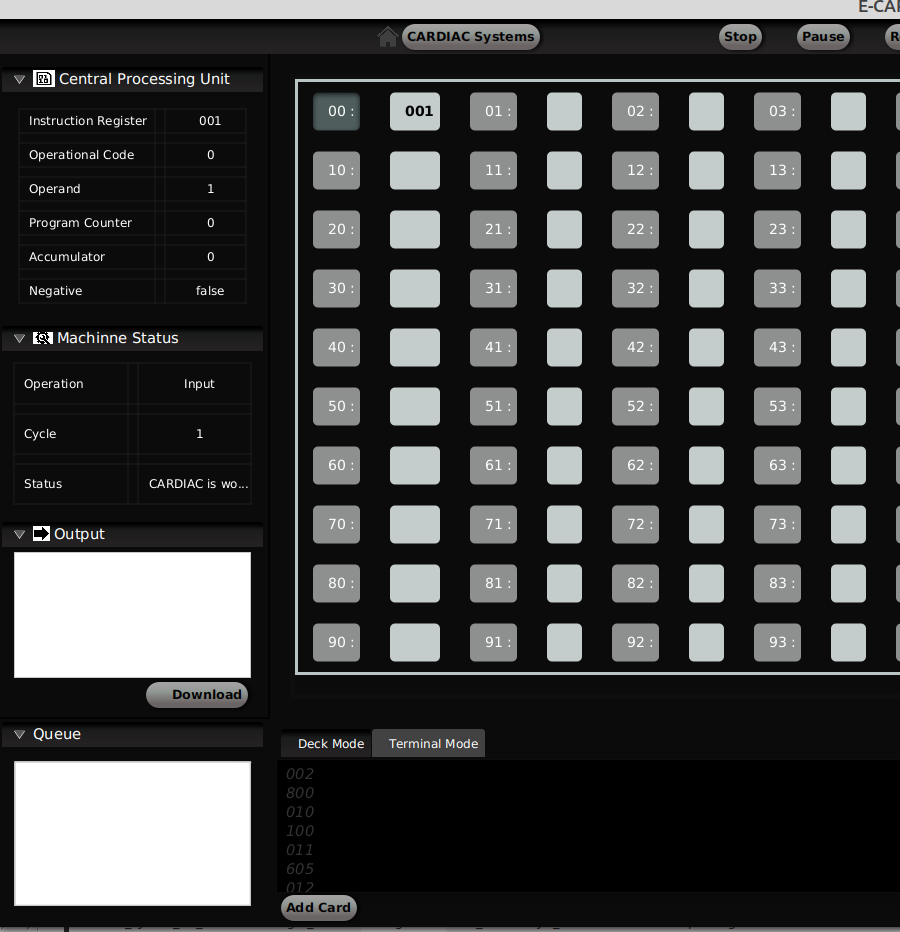 E-CA
CARDIAC Systems Stop Pause
Central Processing Unit
Instruction Register 001
Operational Code 0
Operand 1
Program Counter 0
Accumulator 0
Negative false
Machinne Status
Operation Input
Cycle 1
Status CARDIAC is wo...
Output
Download
Queue
00 : 001 01 : 02 : 03 :
10 : 11 : 12 : 13 :
20 : 21 : 22 : 23 :
30 : 31 : 32 : 33 :
40 : 41 : 42 : 43 :
50 : 51 : 52 : 53 :
60 : 61 : 62 : 63 :
70 : 71 : 72 : 73 :
80 : 81 : 82 : 83 :
90 : 91 : 92 : 93 :
Deck Mode Terminal Mode
002
800
010
100
011
605
012
Add Card